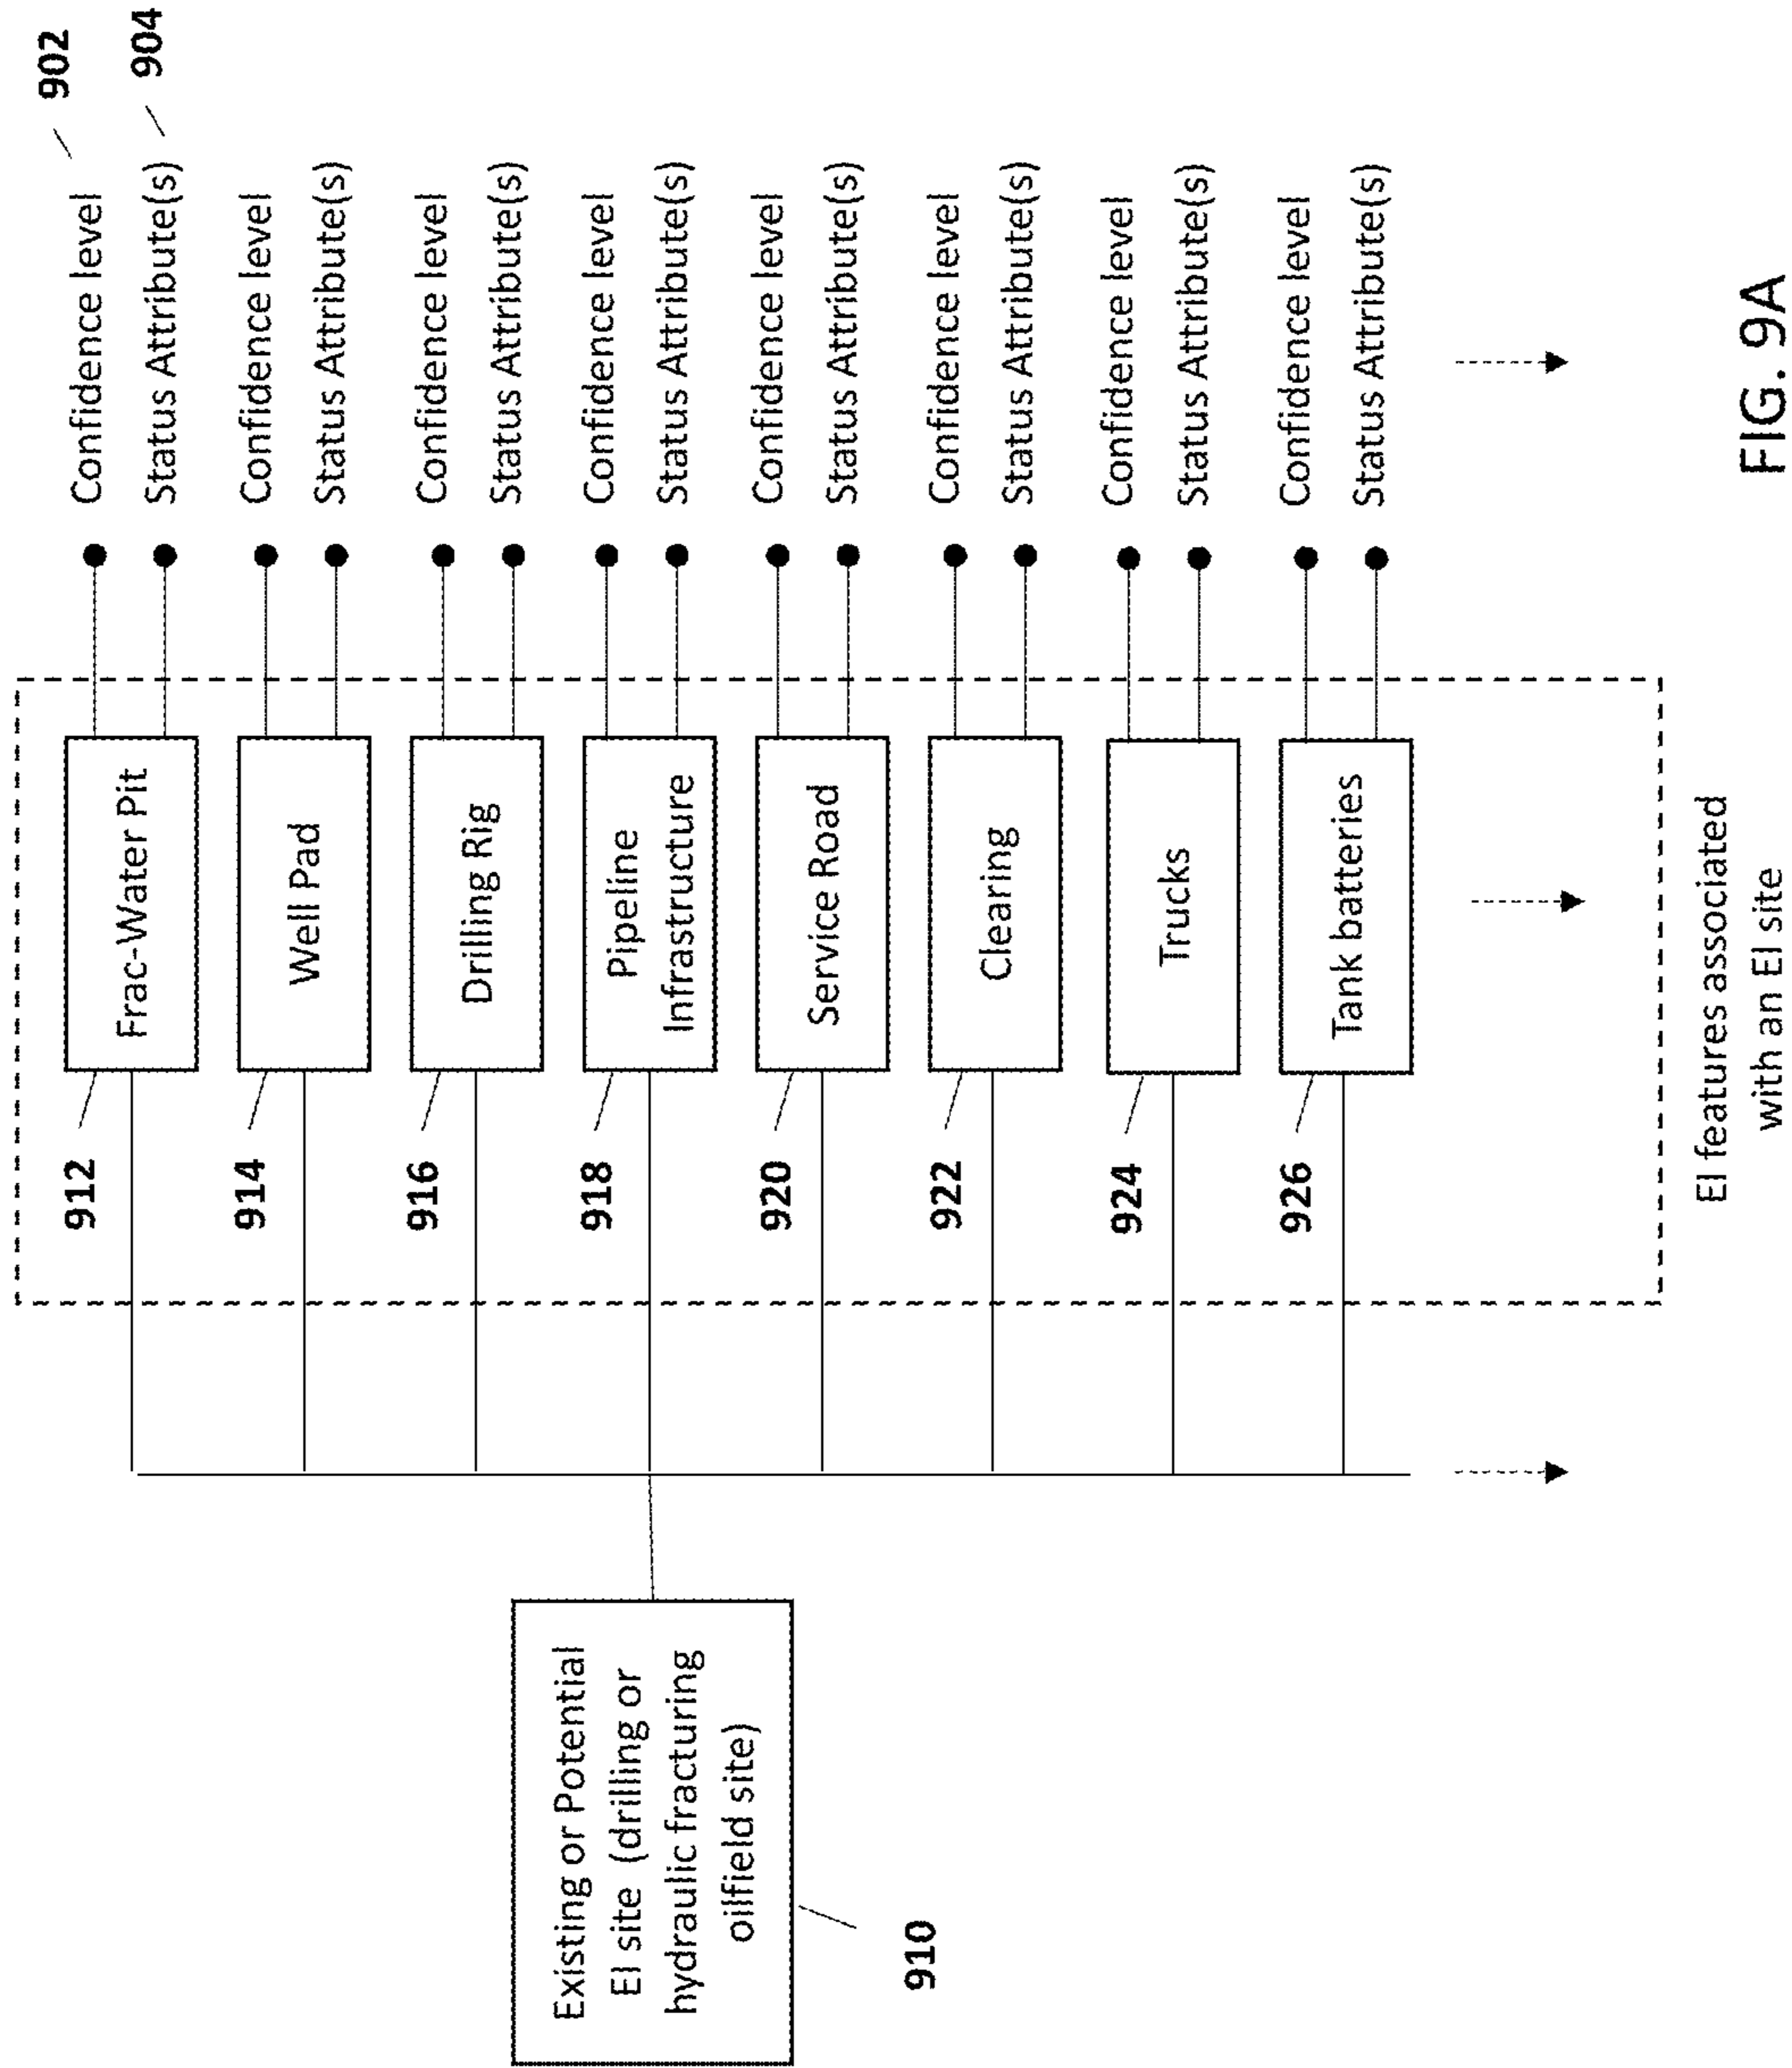 902
904
Confidence level
Status Attribute(s)
Confidence level
Status Attribute(s)
Confidence level
Status Attribute(s)
Confidence level
Status Attribute(s)
Confidence level
Status Attribute(s)
Confidence level
Status Attribute(s)
Confidence level
Status Attribute(s)
Confidence level
Status Attribute(s)
912
Frac-Water Pit
914
Well Pad
916
Drilling Rig
918
Pipeline
Infrastructure
920
Service Road
922
Clearing
924
Trucks
926
Tank batteries
Existing or Potential
EI site (drilling or
hydraulic fracturing
oilfield site)
910
EI features associated
with an EI site
FIG. 9A